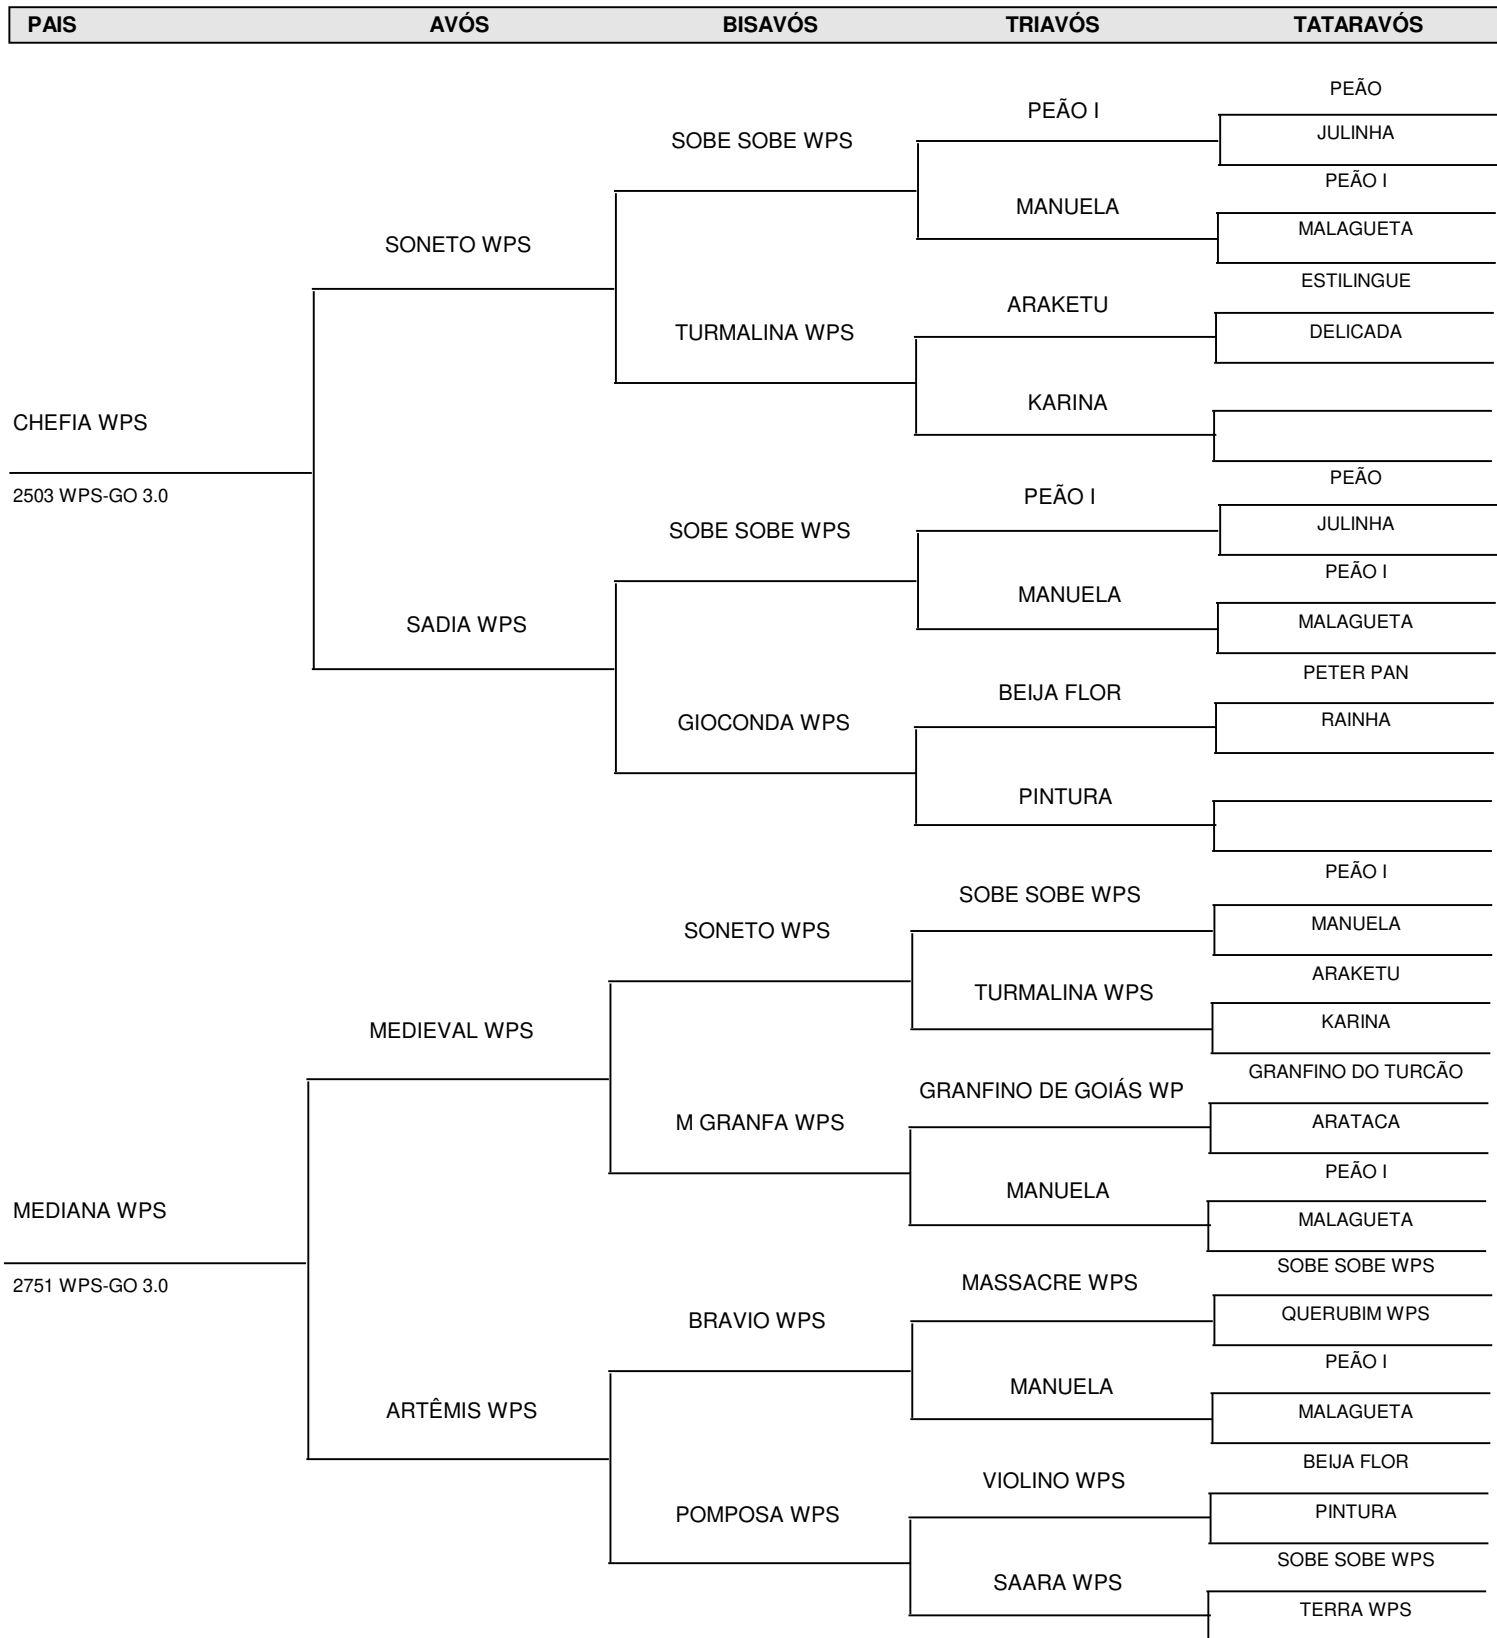 PAIS AVÓS BISAVÓS TRIAVÓS TATARAVÓS
PEÃO
PEÃO I
JULINHA
SOBE SOBE WPS
PEÃO I
MANUELA
MALAGUETA
SONETO WPS
ESTILINGUE
ARAKETU
TURMALINA WPS
DELICADA
KARINA
CHEFIA WPS
2503 WPS-GO 3.0
PEÃO
PEÃO I
JULINHA
SOBE SOBE WPS
PEÃO I
MANUELA
MALAGUETA
SADIA WPS
PETER PAN
BEIJA FLOR
RAINHA
GIOCONDA WPS
PINTURA
PEÃO I
SOBE SOBE WPS
MANUELA
SONETO WPS
ARAKETU
TURMALINA WPS
KARINA
MEDIEVAL WPS
GRANFINO DO TURCÃO
GRANFINO DE GOIÁS WP
ARATACA
M GRANFA WPS
PEÃO I
MANUELA
MALAGUETA
MEDIANA WPS
2751 WPS-GO 3.0
SOBE SOBE WPS
MASSACRE WPS
QUERUBIM WPS
BRAVIO WPS
PEÃO I
MANUELA
MALAGUETA
ARTÊMIS WPS
BEIJA FLOR
VIOLINO WPS
PINTURA
POMPOSA WPS
SOBE SOBE WPS
SAARA WPS
TERRA WPS